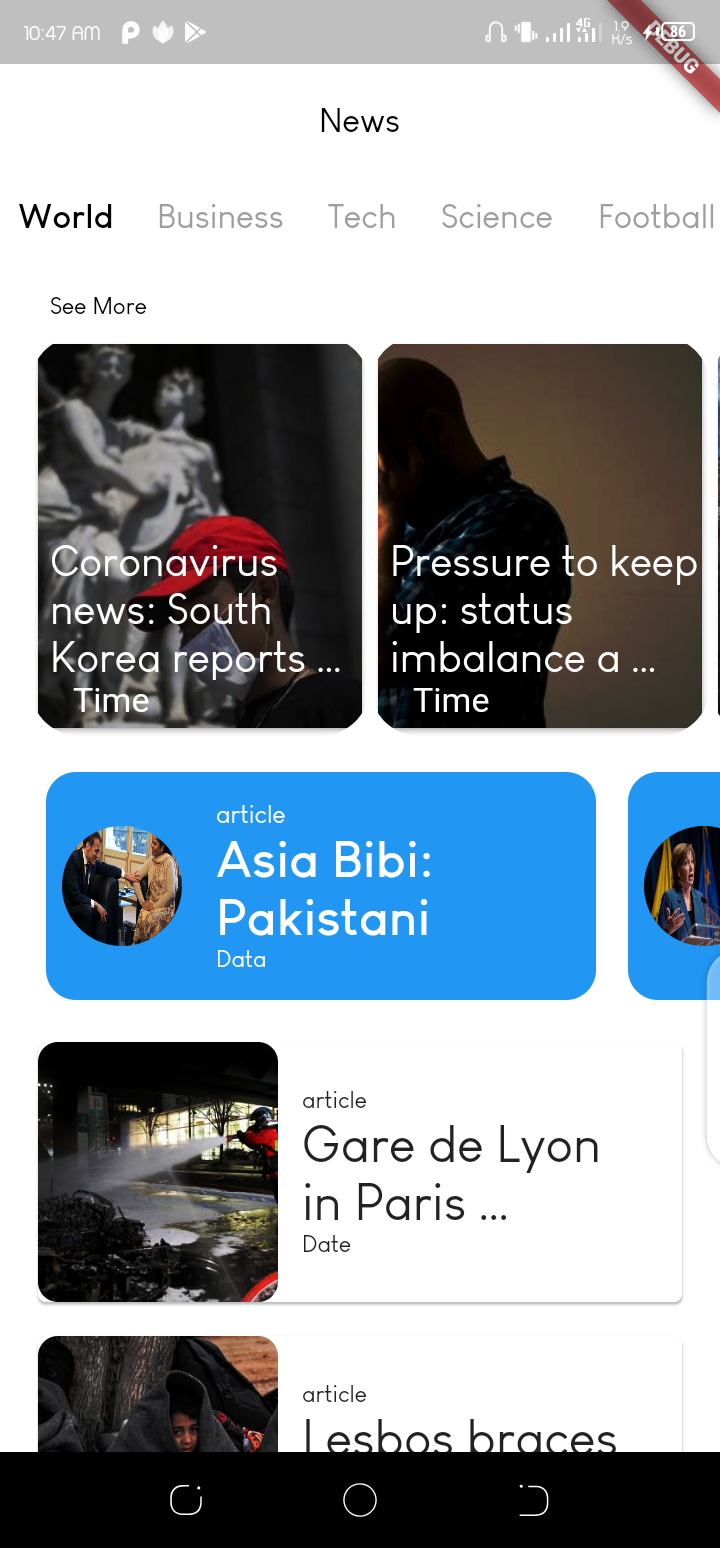 10:47 AM
4G
1.9
K/s
86
DEBUG
News
World Business Tech Science Football
See More
Coronavirus
news: South
Korea reports ...
Time
Pressure to keep
up: status
imbalance a ...
Time
article
Asia Bibi:
Pakistani
Data
article
Gare de Lyon
in Paris ...
Date
article
Lesbos braces